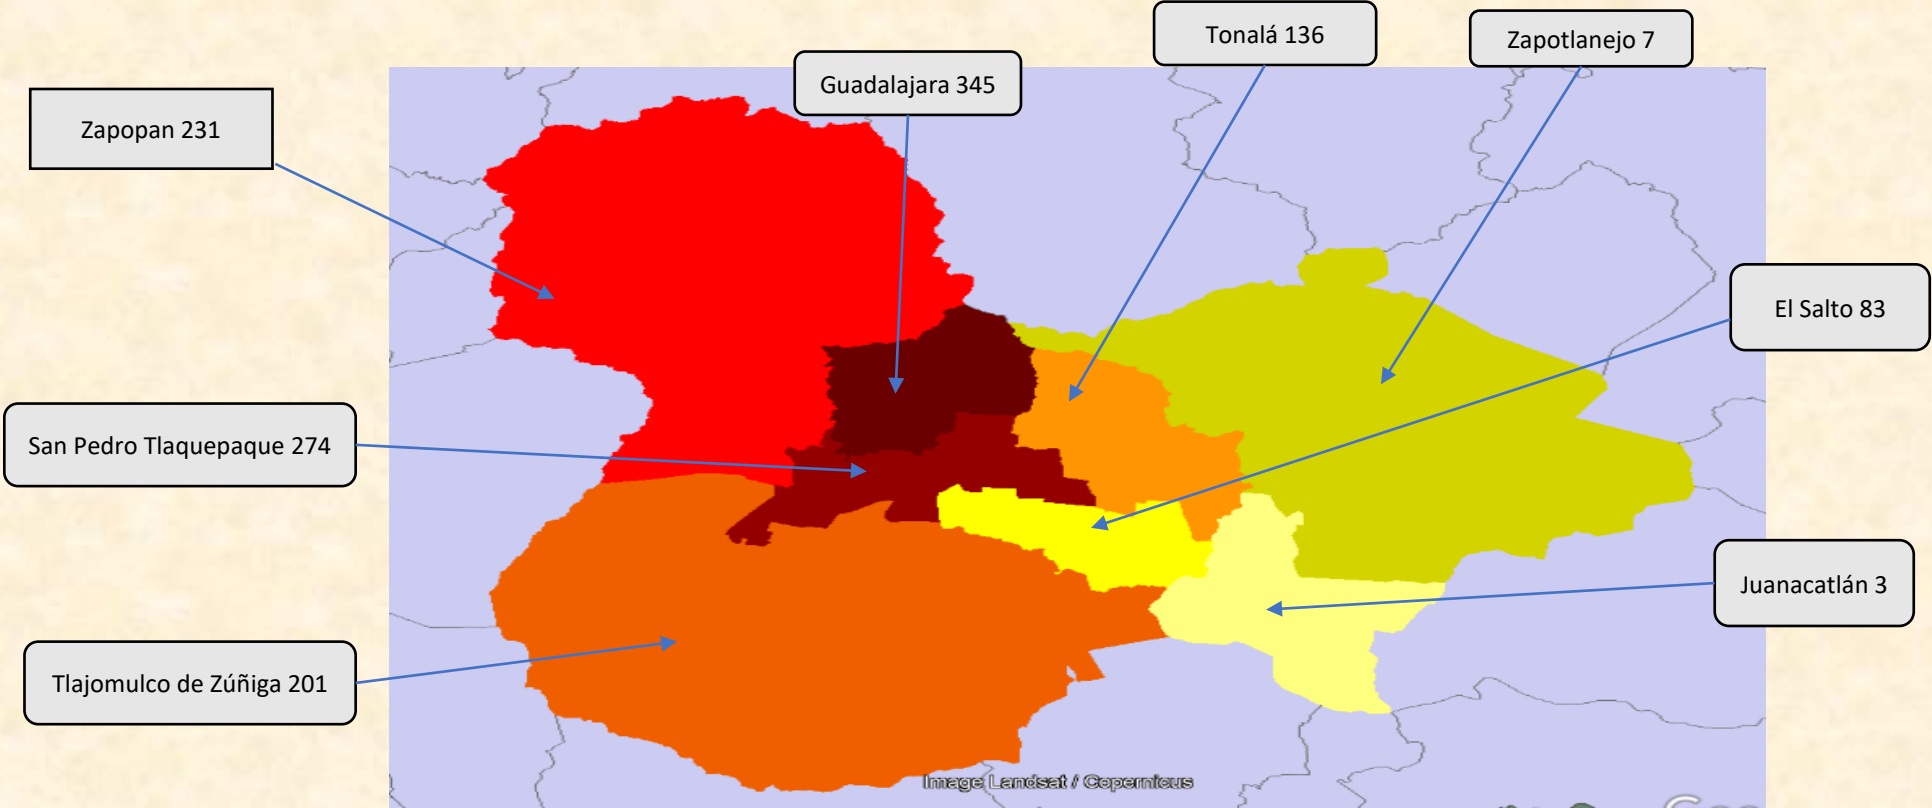 Tonalá 136
Zapotlanejo 7
Guadalajara 345
Zapopan 231
El Salto 83
San Pedro Tlaquepaque 274
Juanacatlán 3
Tlajomulco de Zúñiga 201
Image Landsat / Copernicus